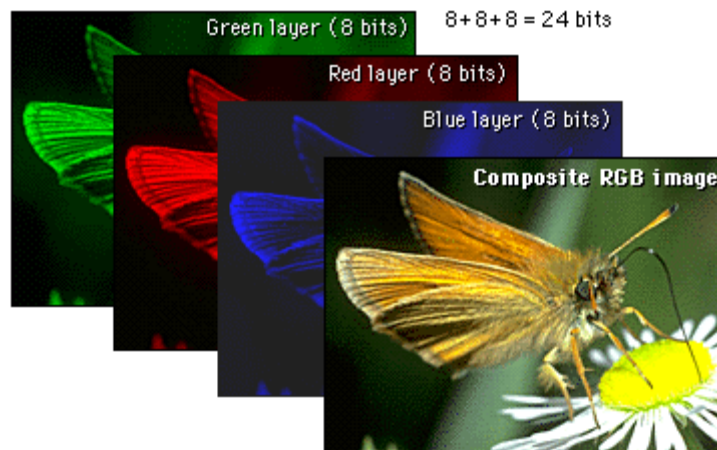 Green layer (8 bits)
8+8+8 = 24 bits
Red layer (8 bits)
Blue layer (8 bits)
Composite RGB image